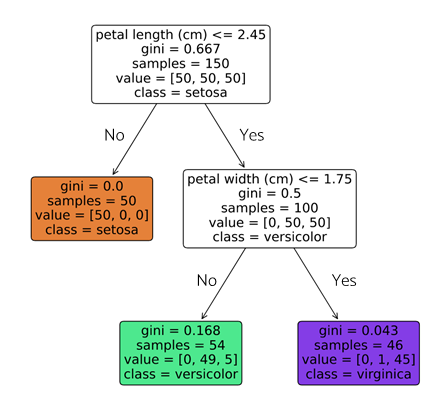 petal length (cm) <= 2.45
gini = 0.667
samples = 150
value = [50, 50, 50]
class = setosa
No
Yes
gini = 0.0
samples = 50
value = [50, 0, 0]
class = setosa
petal width (cm) <= 1.75
gini = 0.5
samples = 100
value = [0, 50, 50]
class = versicolor
No
Yes
gini = 0.168
samples = 54
value = [0, 49, 5]
class = versicolor
gini = 0.043
samples = 46
value = [0, 1, 45]
class = virginica